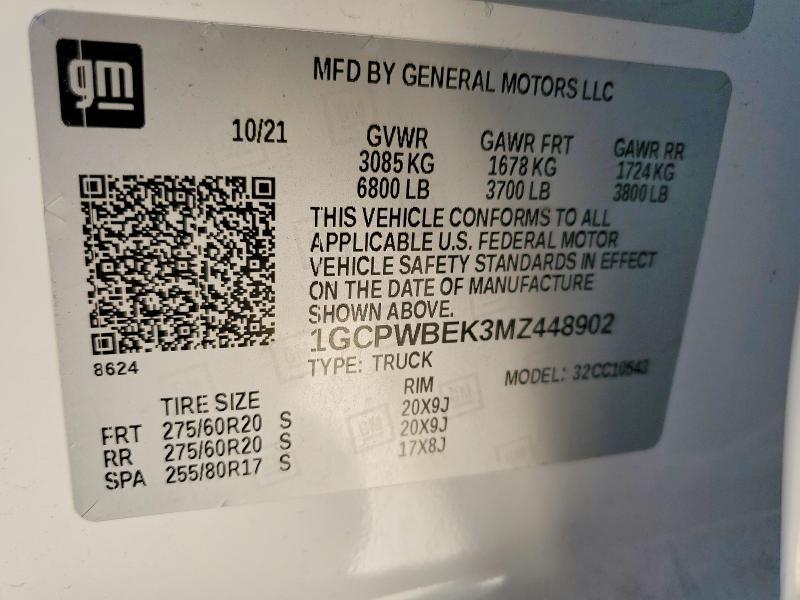 gm
MFD BY GENERAL MOTORS LLC
10/21 GVWR GAWR FRT GAWR RR
3085 KG 1678 KG 1724 KG
6800 LB 3700 LB 3800 LB
THIS VEHICLE CONFORMS TO ALL
APPLICABLE U.S. FEDERAL MOTOR
VEHICLE SAFETY STANDARDS IN EFFECT
ON THE DATE OF MANUFACTURE
SHOWN ABOVE.
1GCPWBEK3MZ448902
8624
TYPE: TRUCK MODEL: 32CC10543
TIRE SIZE RIM
FRT 275/60R20 S 20X9J
RR 275/60R20 S 20X9J
SPA 255/80R17 S 17X8J